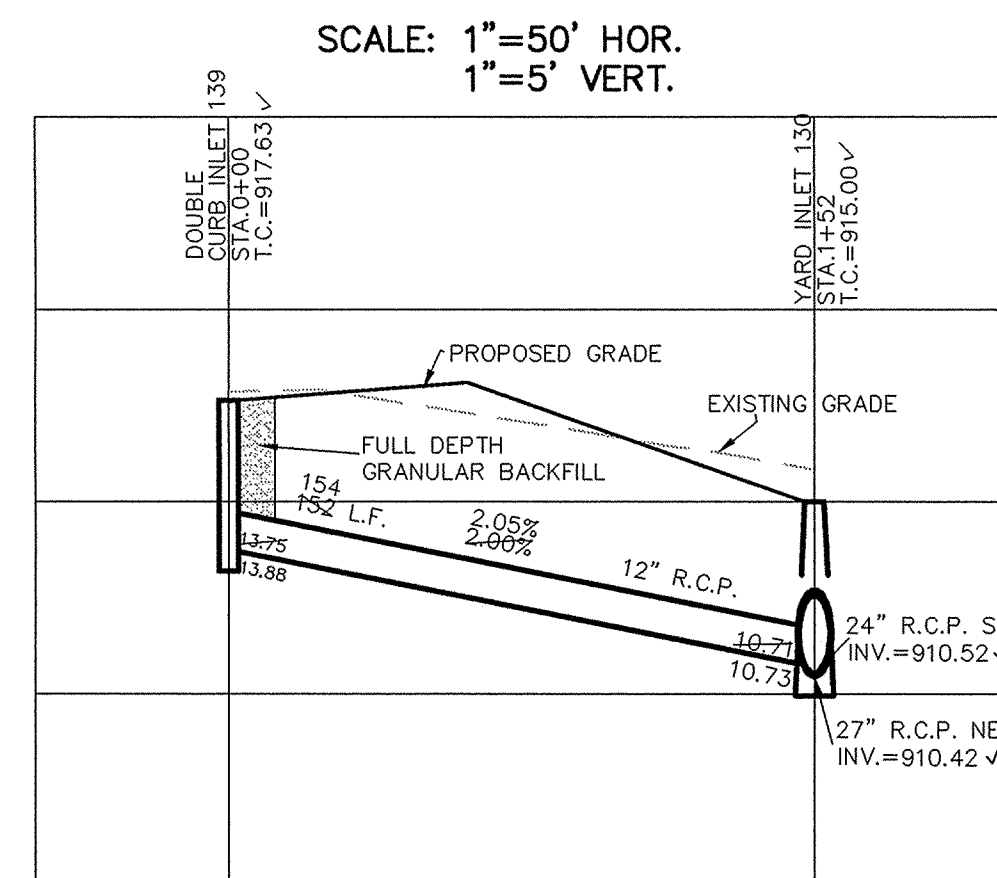 SCALE: 1"=50' HOR.
1"=5' VERT.
DOUBLE
CURB INLET 139
STA.0+00
T.C.=917.63 ✓
YARD INLET 130
STA.1+52
T.C.=915.00 ✓
PROPOSED GRADE
EXISTING GRADE
FULL DEPTH
GRANULAR BACKFILL
154
152 L.F.
2.05%
2.00%
12" R.C.P.
13.75
13.88
10.71
10.73
24" R.C.P. S
INV.=910.52 ✓
27" R.C.P. NE
INV.=910.42 ✓